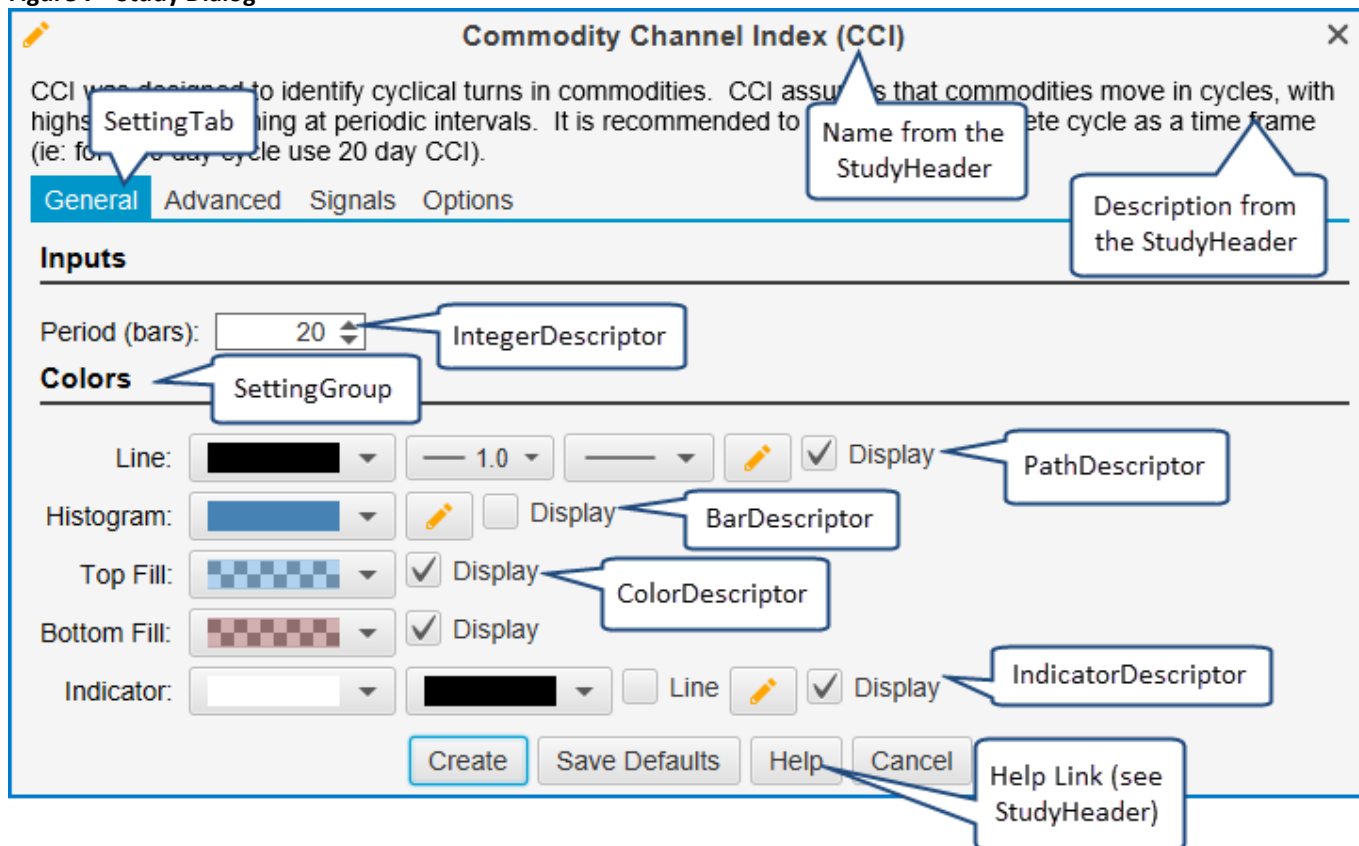 Commodity Channel Index (CCI)
CCI was designed to identify cyclical turns in commodities. CCI assumes that commodities move in cycles, with
highs ing at periodic intervals. It is recommended to ete cycle as a time frame
(ie: for day cycle use 20 day CCI).
SettingTab
Name from the
StudyHeader
General Advanced Signals Options
Description from
the StudyHeader
Inputs
Period (bars): 20
IntegerDescriptor
Colors
SettingGroup
Line: 1.0 Display
PathDescriptor
Histogram: Display
BarDescriptor
Top Fill: Display
ColorDescriptor
Bottom Fill: Display
Indicator: Line Display
IndicatorDescriptor
Create Save Defaults Help Cancel
Help Link (see
StudyHeader)